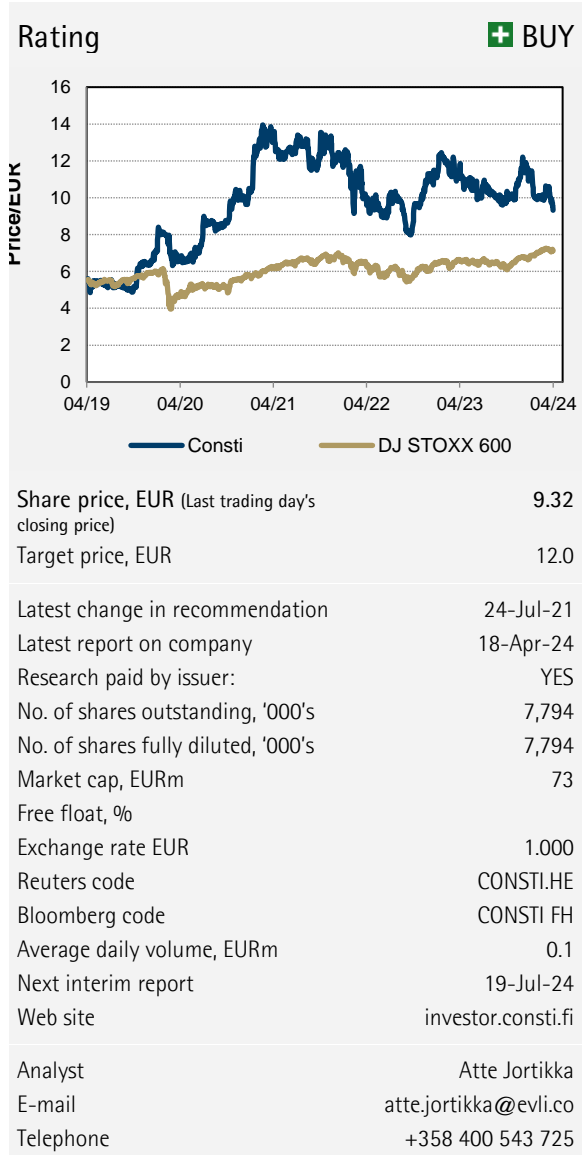 Rating BUY
16
14
12
10
8
6
4
2
0
Price/EUR
04/19 04/20 04/21 04/22 04/23 04/24
Consti DJ STOXX 600
Share price, EUR (Last trading day's 9.32
closing price)
Target price, EUR 12.0
Latest change in recommendation 24-Jul-21
Latest report on company 18-Apr-24
Research paid by issuer: YES
No. of shares outstanding, ‘000's 7,794
No. of shares fully diluted, ‘000's 7,794
Market cap, EURm 73
Free float, %
Exchange rate EUR 1.000
Reuters code CONSTI.HE
Bloomberg code CONSTI FH
Average daily volume, EURm 0.1
Next interim report 19-Jul-24
Web site investor.consti.fi
Analyst Atte Jortikka
E-mail atte.jortikka@evli.co
Telephone +358 400 543 725